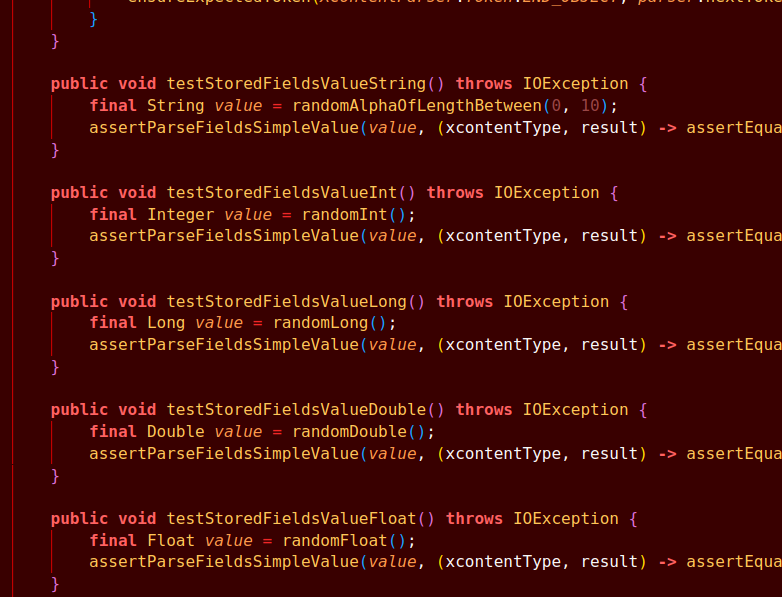 }
}
public void testStoredFieldsValueString() throws IOException {
final String value = randomAlphaOfLengthBetween(0, 10);
assertParseFieldsSimpleValue(value, (xcontentType, result) -> assertEqua
}
public void testStoredFieldsValueInt() throws IOException {
final Integer value = randomInt();
assertParseFieldsSimpleValue(value, (xcontentType, result) -> assertEqua
}
public void testStoredFieldsValueLong() throws IOException {
final Long value = randomLong();
assertParseFieldsSimpleValue(value, (xcontentType, result) -> assertEqua
}
public void testStoredFieldsValueDouble() throws IOException {
final Double value = randomDouble();
assertParseFieldsSimpleValue(value, (xcontentType, result) -> assertEqua
}
public void testStoredFieldsValueFloat() throws IOException {
final Float value = randomFloat();
assertParseFieldsSimpleValue(value, (xcontentType, result) -> assertEqua
}